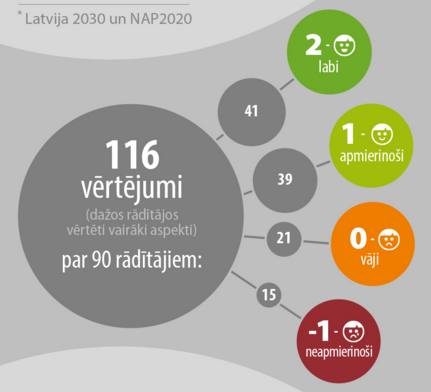 * Latvija 2030 un NAP2020
2 -
labi
41
116
vērtējumi
(dažos rādītājos
vērtēti vairāki aspekti)
par 90 rādītājiem:
1 -
apmierinoši
39
21
0 -
vāji
15
-1 -
neapmierinoši